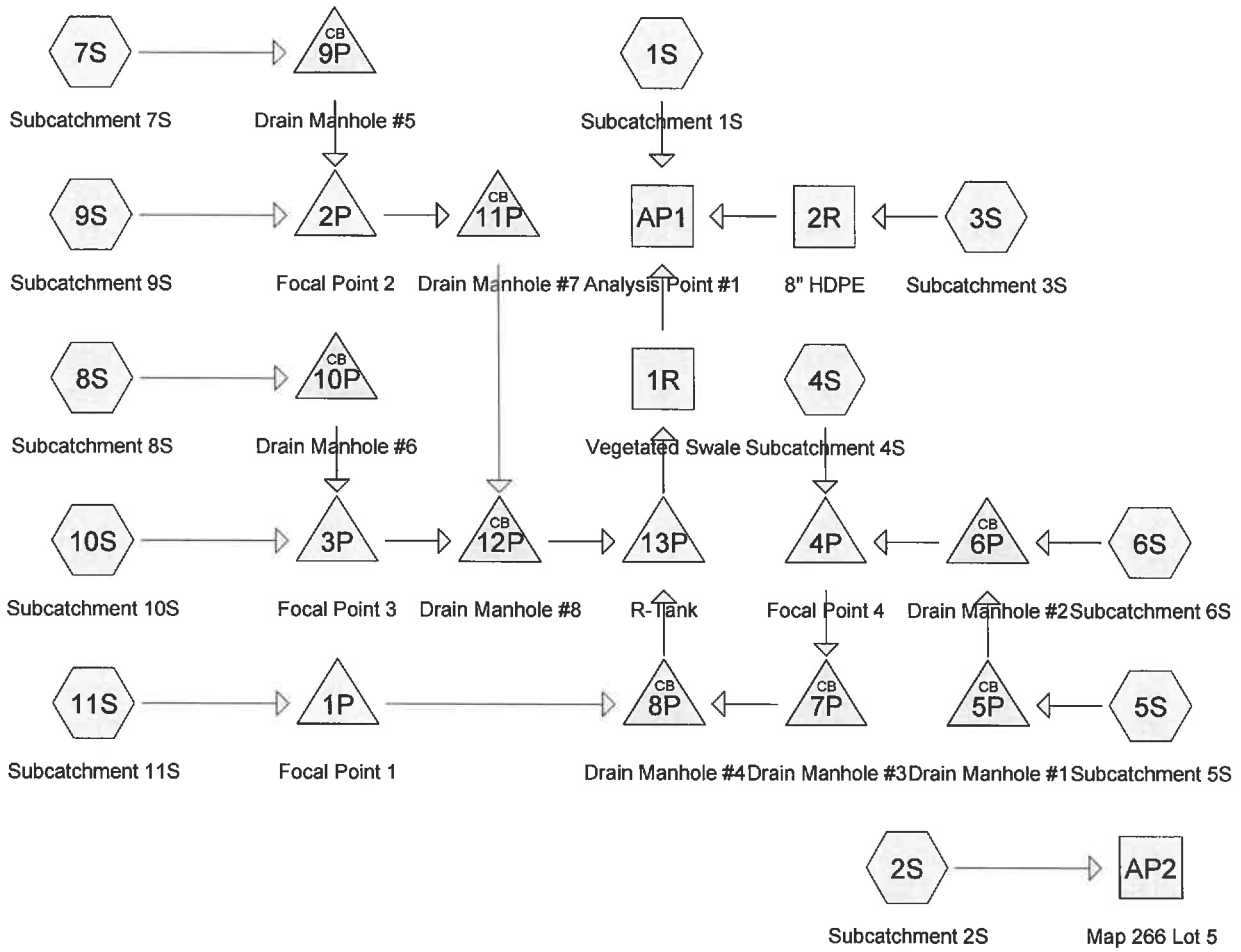 7S
CB
9P
1S
Subcatchment 7S
Drain Manhole #5
Subcatchment 1S
9S
2P
CB
11P
AP1
2R
3S
Subcatchment 9S
Focal Point 2
Drain Manhole #7
Analysis Point #1
8" HDPE
Subcatchment 3S
8S
CB
10P
1R
4S
Subcatchment 8S
Drain Manhole #6
Vegetated Swale
Subcatchment 4S
10S
3P
CB
12P
13P
4P
CB
6P
6S
Subcatchment 10S
Focal Point 3
Drain Manhole #8
R-Tank
Focal Point 4
Drain Manhole #2
Subcatchment 6S
11S
1P
CB
8P
CB
7P
CB
5P
5S
Subcatchment 11S
Focal Point 1
Drain Manhole #4
Drain Manhole #3
Drain Manhole #1
Subcatchment 5S
2S
AP2
Subcatchment 2S
Map 266 Lot 5